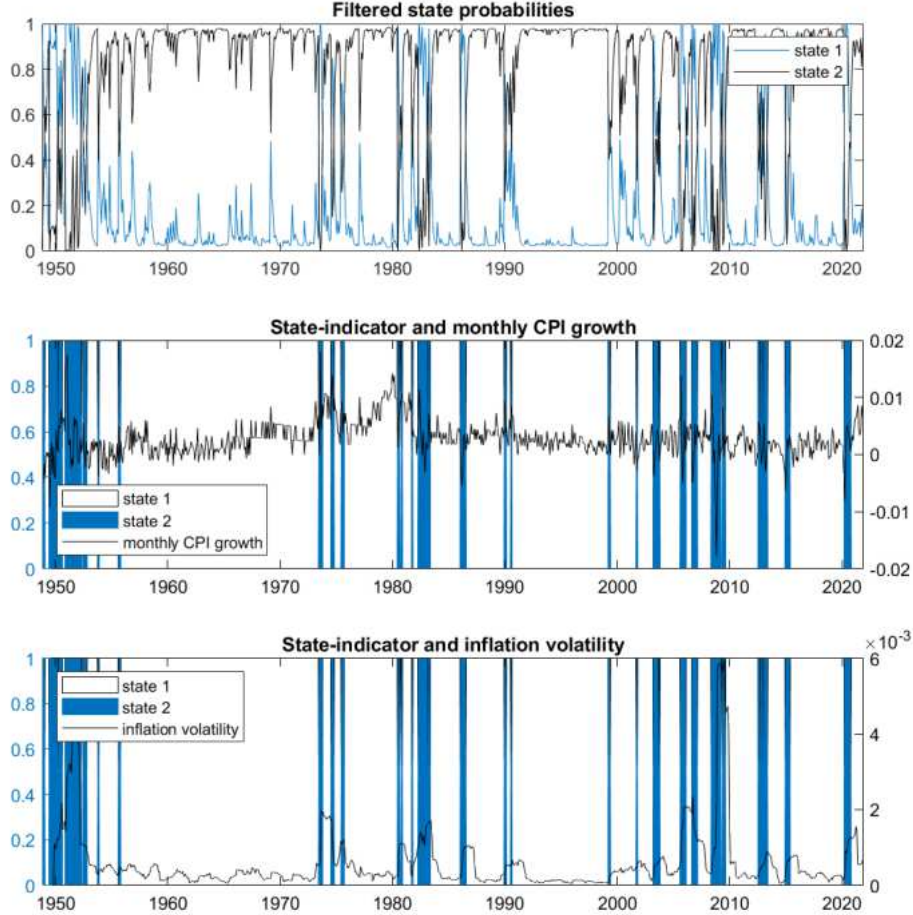 Filtered state probabilities
1
0.8
0.6
0.4
0.2
0
state 1
state 2
1950 1960 1970 1980 1990 2000 2010 2020
State-indicator and monthly CPI growth
1
0.8
0.6
0.4
0.2
0
0.02
0.01
0
-0.01
-0.02
state 1
state 2
monthly CPI growth
1950 1960 1970 1980 1990 2000 2010 2020
State-indicator and inflation volatility
×10⁻³
1
0.8
0.6
0.4
0.2
0
6
4
2
0
state 1
state 2
inflation volatility
1950 1960 1970 1980 1990 2000 2010 2020